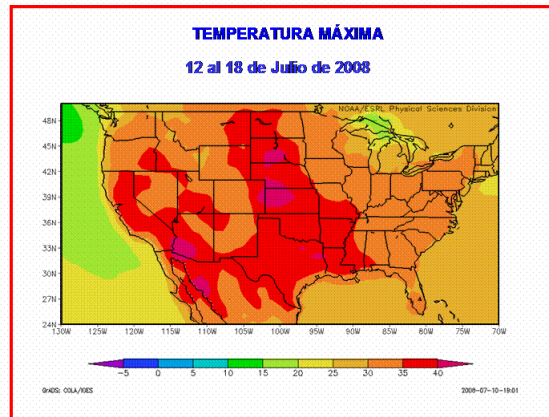 TEMPERATURA MÁXIMA
12 al 18 de Julio de 2008
NOAA/ESRL Physical Sciences Division
48N
45N
42N
39N
36N
33N
30N
27N
24N
130W 125W 120W 115W 110W 105W 100W 95W 90W 85W 80W 75W 70W
-5 0 5 10 15 20 25 30 35 40
GrADS: COLA/IGES 2008-07-10-19:01